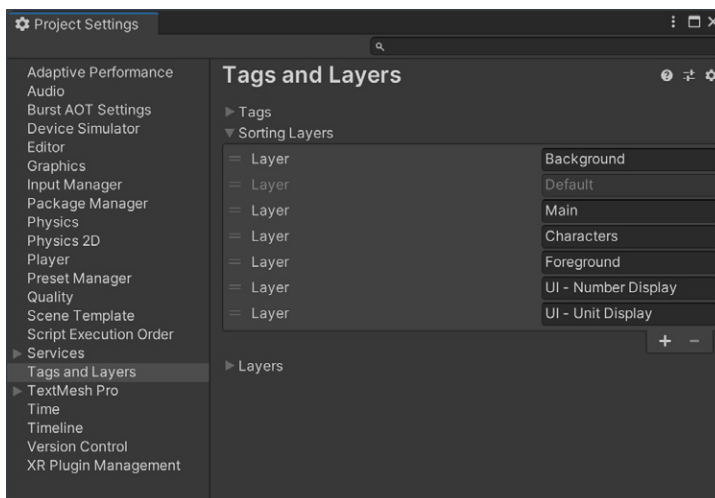 Project Settings
Adaptive Performance
Audio
Burst AOT Settings
Device Simulator
Editor
Graphics
Input Manager
Package Manager
Physics
Physics 2D
Player
Preset Manager
Quality
Scene Template
Script Execution Order
Services
Tags and Layers
TextMesh Pro
Time
Timeline
Version Control
XR Plugin Management
Tags and Layers
Tags
Sorting Layers
Layer Background
Layer Default
Layer Main
Layer Characters
Layer Foreground
Layer UI - Number Display
Layer UI - Unit Display
Layers